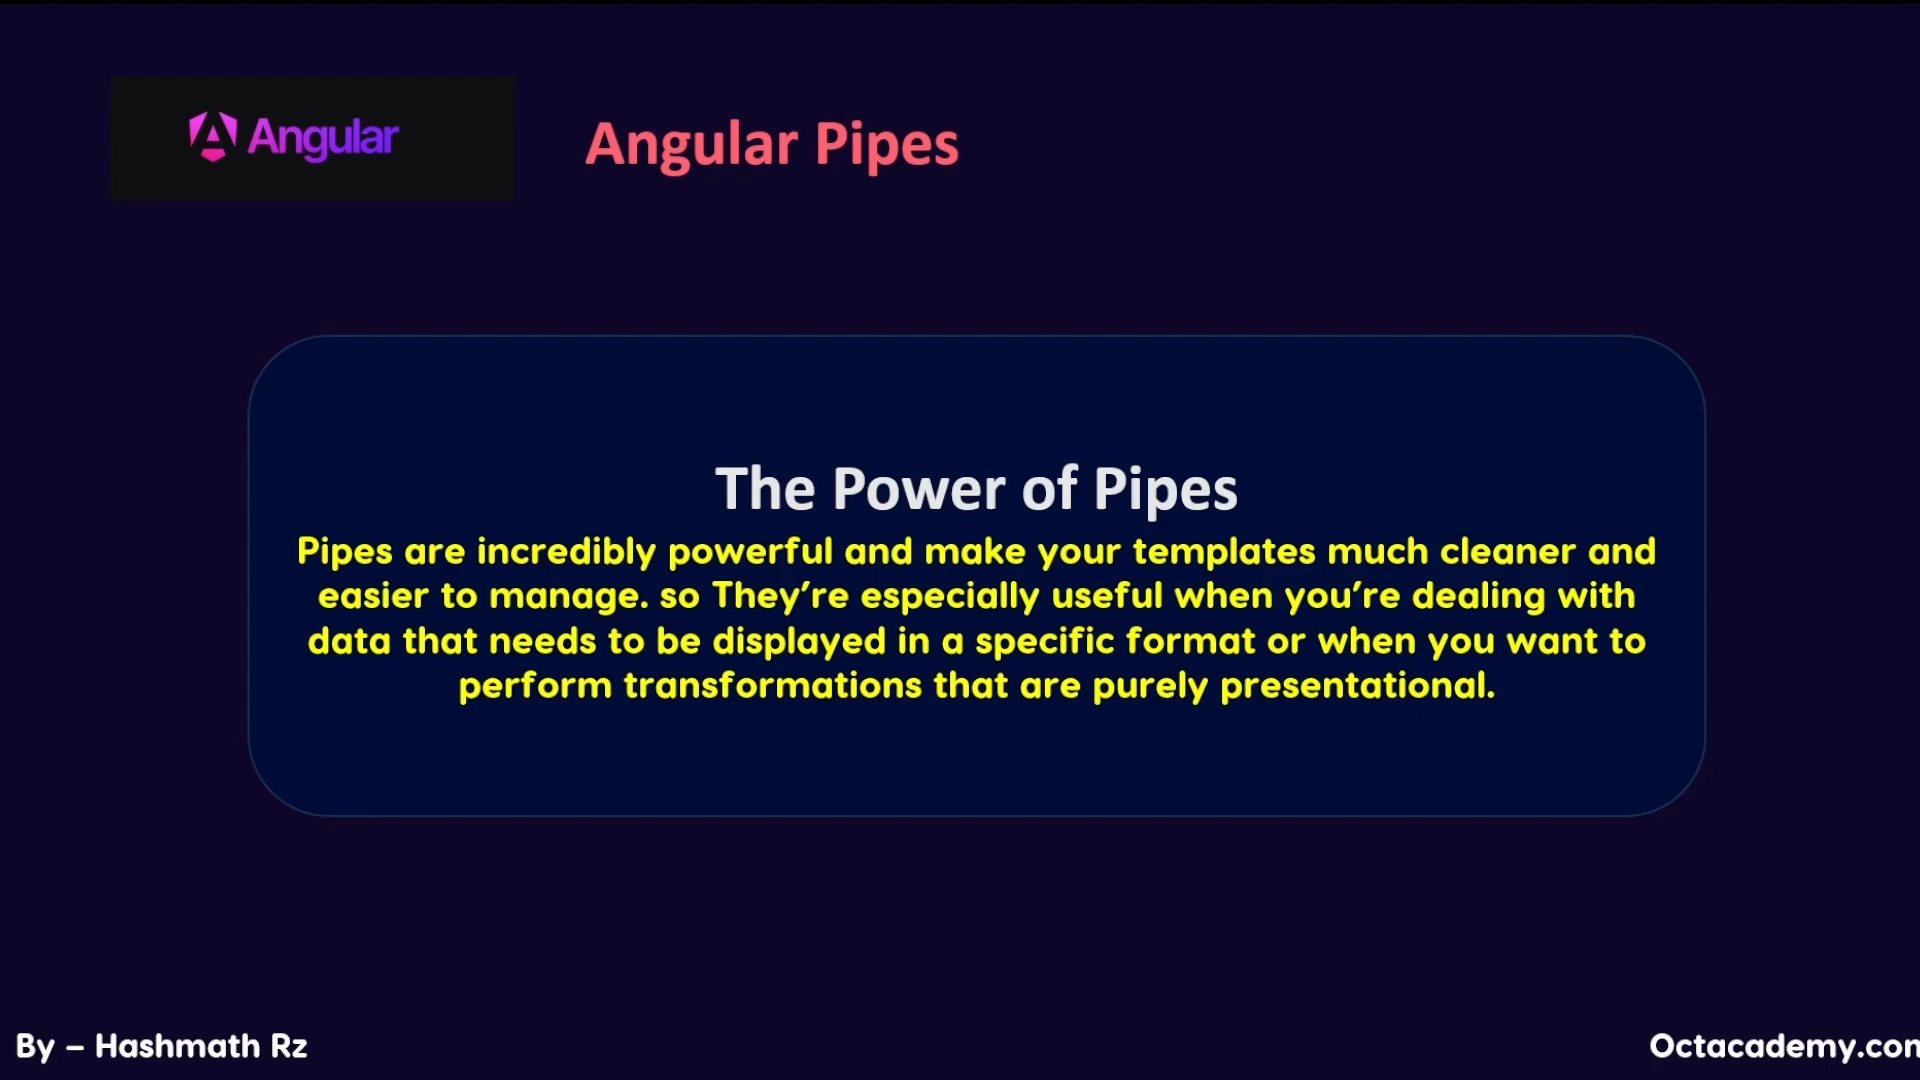 Angular
Angular Pipes
The Power of Pipes
Pipes are incredibly powerful and make your templates much cleaner and
easier to manage. so They’re especially useful when you’re dealing with
data that needs to be displayed in a specific format or when you want to
perform transformations that are purely presentational.
By – Hashmath Rz
Octacademy.com